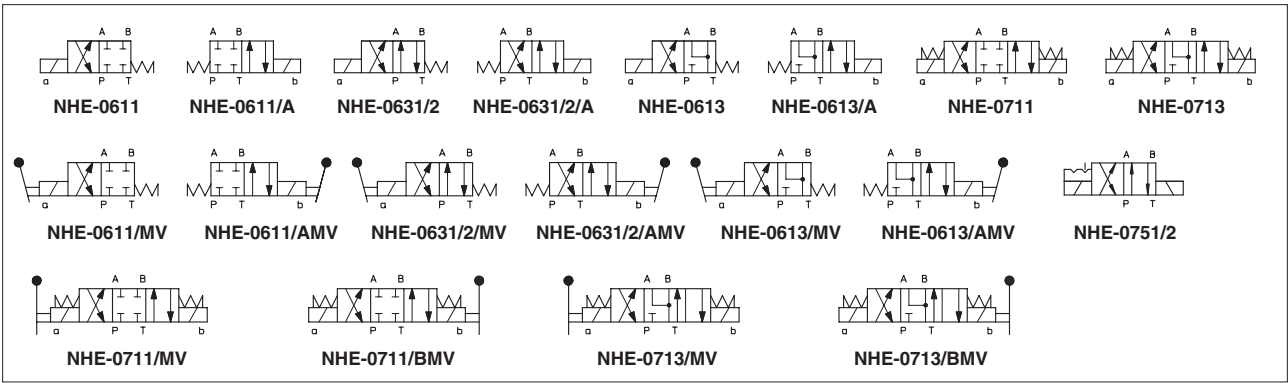 A B A B A B A B A B A B A B A B
a P T P T b a P T P T b a P T P T b a P T b a P T b
NHE-0611 NHE-0611/A NHE-0631/2 NHE-0631/2/A NHE-0613 NHE-0613/A NHE-0711 NHE-0713
A B A B A B A B A B A B A B
a P T P T b a P T P T b a P T P T b P T
NHE-0611/MV NHE-0611/AMV NHE-0631/2/MV NHE-0631/2/AMV NHE-0613/MV NHE-0613/AMV NHE-0751/2
A B A B A B A B
a P T b a P T b a P T b a P T b
NHE-0711/MV NHE-0711/BMV NHE-0713/MV NHE-0713/BMV